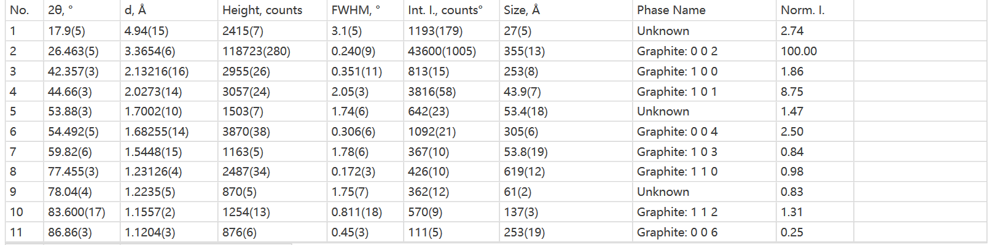 No. 2θ, ° d, Å Height, counts FWHM, ° Int. I., counts° Size, Å Phase Name Norm. I.
1 17.9(5) 4.94(15) 2415(7) 3.1(5) 1193(179) 27(5) Unknown 2.74
2 26.463(5) 3.3654(6) 118723(280) 0.240(9) 43600(1005) 355(13) Graphite: 0 0 2 100.00
3 42.357(3) 2.13216(16) 2955(26) 0.351(11) 813(15) 253(8) Graphite: 1 0 0 1.86
4 44.66(3) 2.0273(14) 3057(24) 2.05(3) 3816(58) 43.9(7) Graphite: 1 0 1 8.75
5 53.88(3) 1.7002(10) 1503(7) 1.74(6) 642(23) 53.4(18) Unknown 1.47
6 54.492(5) 1.68255(14) 3870(38) 0.306(6) 1092(21) 305(6) Graphite: 0 0 4 2.50
7 59.82(6) 1.5448(15) 1163(5) 1.78(6) 367(10) 53.8(19) Graphite: 1 0 3 0.84
8 77.455(3) 1.23126(4) 2487(34) 0.172(3) 426(10) 619(12) Graphite: 1 1 0 0.98
9 78.04(4) 1.2235(5) 870(5) 1.75(7) 362(12) 61(2) Unknown 0.83
10 83.600(17) 1.1557(2) 1254(13) 0.811(18) 570(9) 137(3) Graphite: 1 1 2 1.31
11 86.86(3) 1.1204(3) 876(6) 0.45(3) 111(5) 253(19) Graphite: 0 0 6 0.25